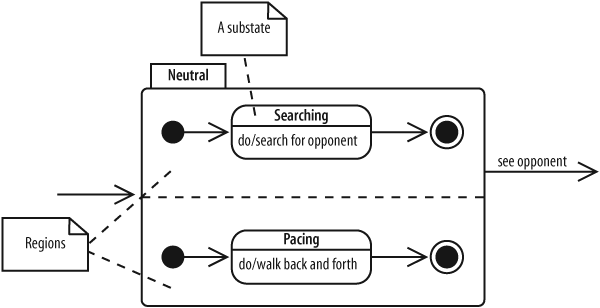 A substate
Neutral
Searching
do/search for opponent
see opponent
Regions
Pacing
do/walk back and forth